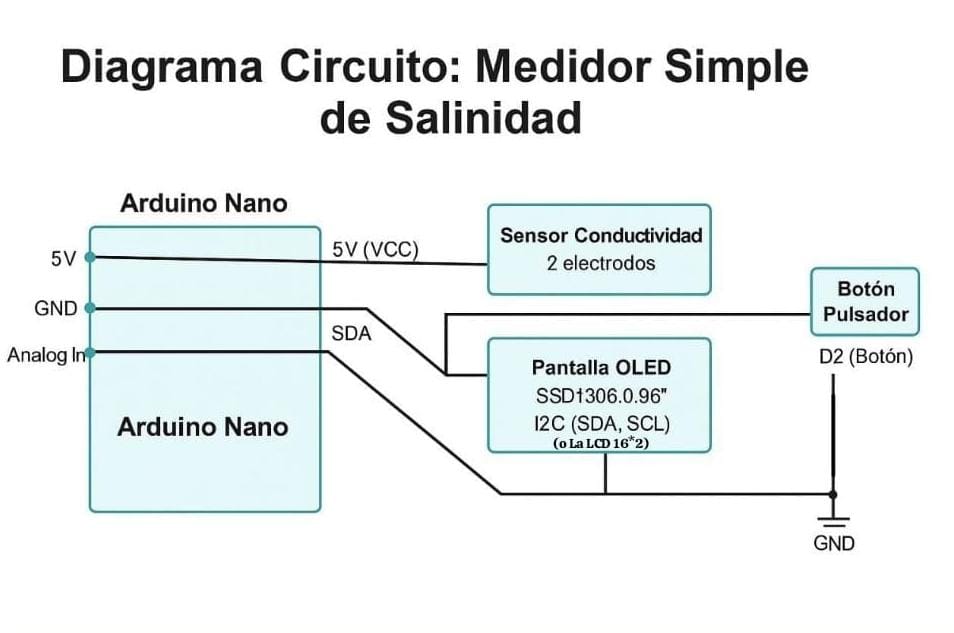 Diagrama Circuito: Medidor Simple
de Salinidad
Arduino Nano
5V
GND
Analog In
5V (VCC)
SDA
Arduino Nano
Sensor Conductividad
2 electrodos
Pantalla OLED
SSD1306.0.96"
I2C (SDA, SCL)
(o La LCD 16*2)
Botón
Pulsador
D2 (Botón)
GND